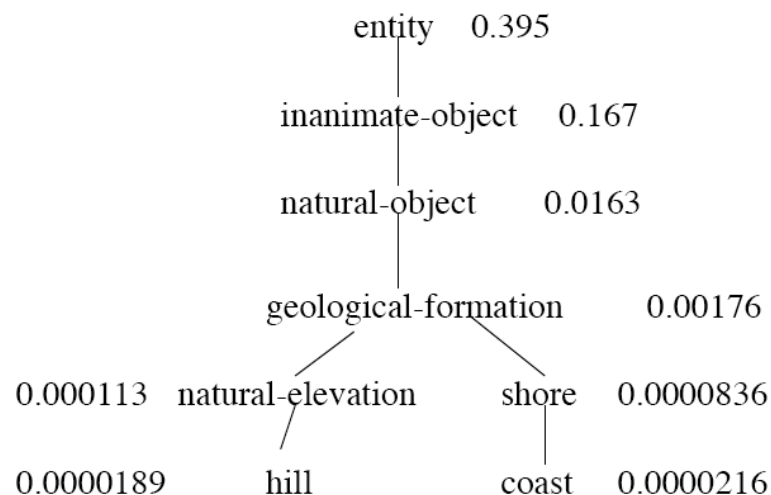 entity 0.395
inanimate-object 0.167
natural-object 0.0163
geological-formation 0.00176
0.000113 natural-elevation shore 0.0000836
0.0000189 hill coast 0.0000216